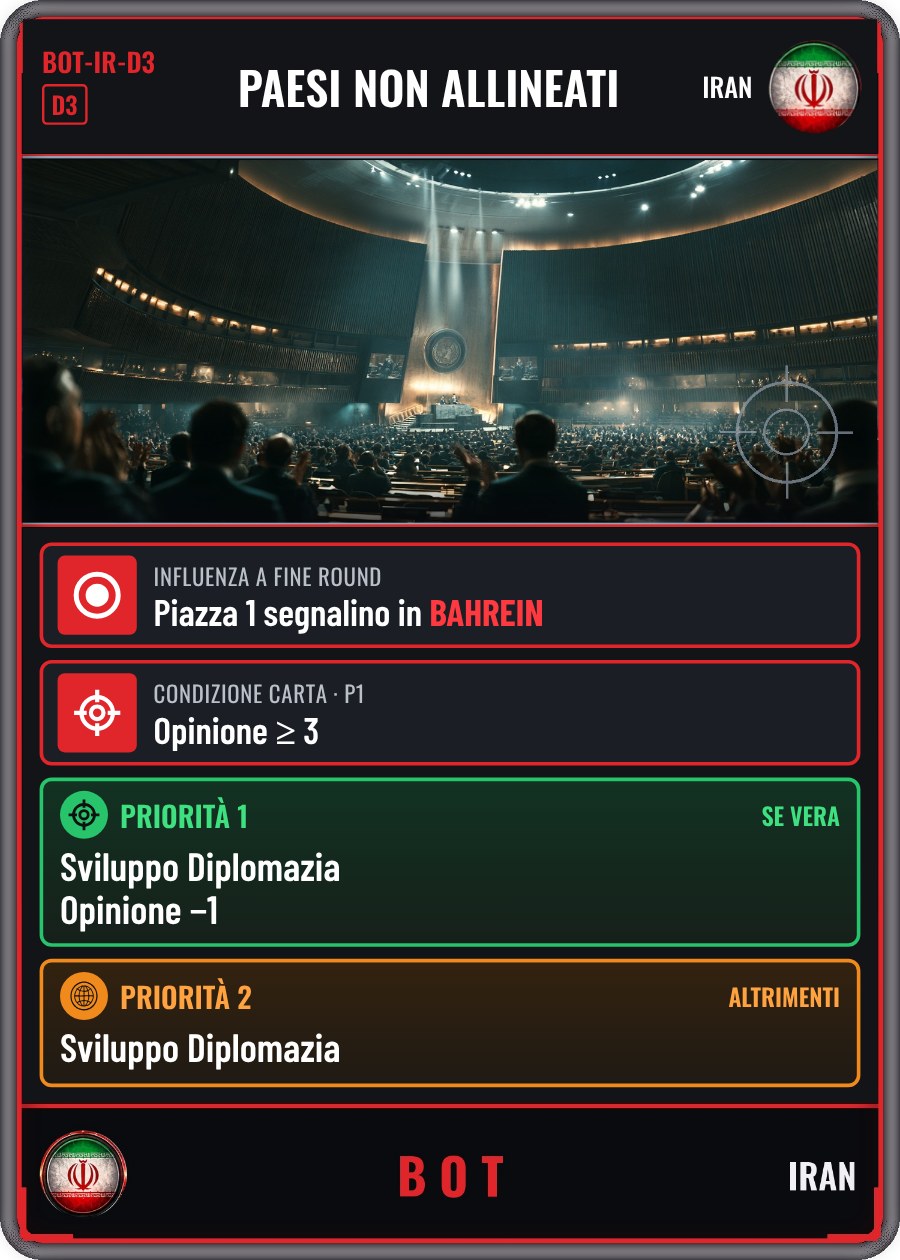 BOT-IR-D3
D3
PAESI NON ALLINEATI
IRAN
INFLUENZA A FINE ROUND
Piazza 1 segnalino in BAHREIN
CONDIZIONE CARTA · P1
Opinione ≥ 3
PRIORITÀ 1
SE VERA
Sviluppo Diplomazia
Opinione −1
PRIORITÀ 2
ALTRIMENTI
Sviluppo Diplomazia
BOT
IRAN